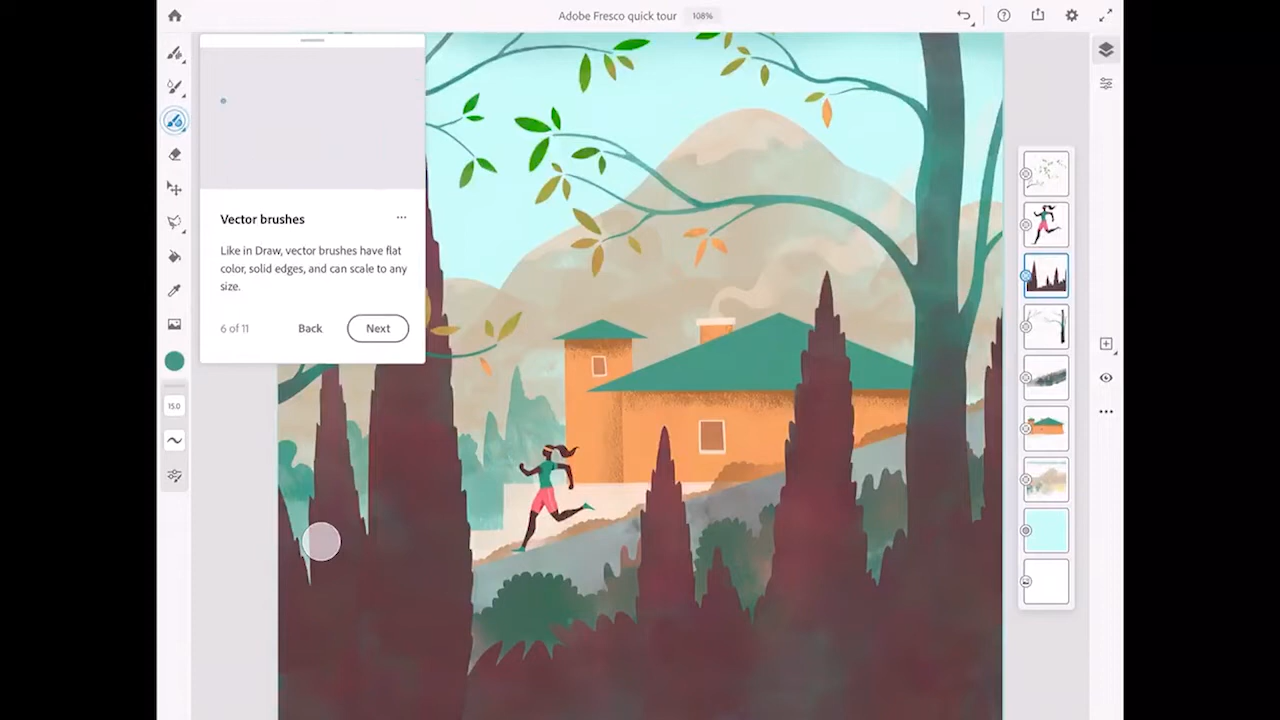 Adobe Fresco quick tour 108%
Vector brushes
Like in Draw, vector brushes have flat
color, solid edges, and can scale to any
size.
6 of 11 Back Next
15.0